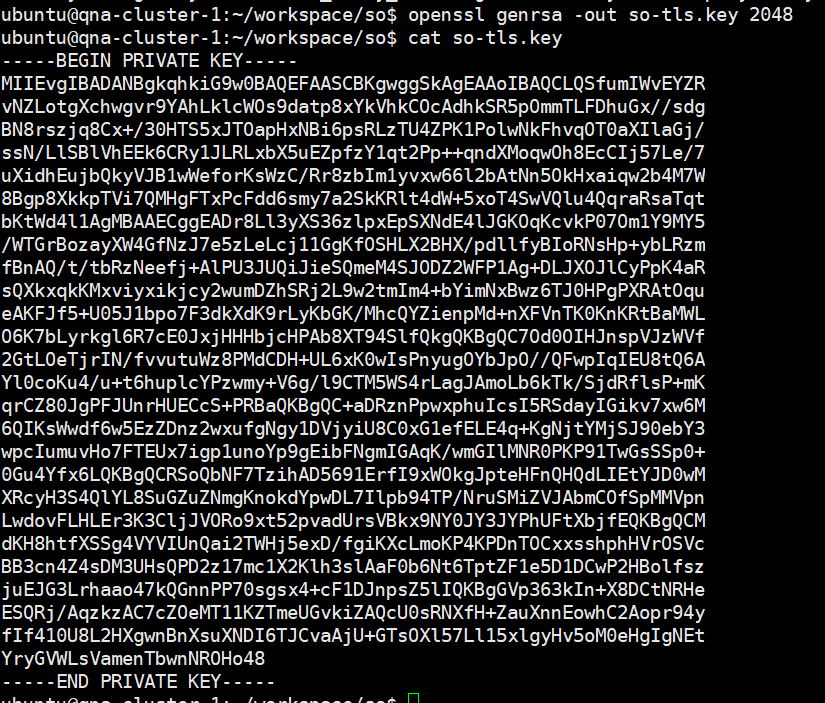 ubuntu@qna-cluster-1:~/workspace/so$ openssl genrsa -out so-tls.key 2048
ubuntu@qna-cluster-1:~/workspace/so$ cat so-tls.key
-----BEGIN PRIVATE KEY-----
MIIEvgIBADANBgkqhkiG9w0BAQEFAASCBKgwggSkAgEAAoIBAQCLQSfumIWvEYZR
vNZLotgXchwgvr9YAhLklcWOs9datp8xYkVhkCOcAdhkSR5pOmmTLFDhuGx//sdg
BN8rszjq8Cx+/30HTS5xJTOapHxNBi6psRLzTU4ZPK1PolwNkFhvqOT0aXIlaGj/
ssN/LlSBlVhEEk6CRy1JLRLxbX5uEZpfzY1qt2Pp++qndXMoqwOh8EcCIj57Le/7
uXidhEujbQkyVJB1wWeforKsWzC/Rr8zbIm1yvxw66l2bAtNn5OkHxaiqw2b4M7W
8Bgp8XkkpTVi7QMHgFTxPcFdd6smy7a2SkKRlt4dW+5xoT4SwVQlu4QqraRsaTqt
bKtWd4l1AgMBAAECggEADr8Ll3yXS36zlpxEpSXNdE4lJGKOqKcvkP07Om1Y9MY5
/WTGrBozayXW4GfNzJ7e5zLeLcj11GgKfOSHLX2BHX/pdllfyBIoRNsHp+ybLRzm
fBnAQ/t/tbRzNeefj+AlPU3JUQiJieSQmeM4SJODZ2WFP1Ag+DLJXOJlCyPpK4aR
sQXkxqkKMxviyxikjcy2wumDZhSRj2L9w2tmIm4+bYimNxBwz6TJ0HPgPXRAtOqu
eAKFJf5+U05J1bpo7F3dkXdK9rLyKbGK/MhcQYZienpMd+nXFVnTK0KnKRtBaMWL
O6K7bLyrkgl6R7cE0JxjHHHbjcHPAb8XT94SlfQkgQKBgQC7Od0OIHJnspVJzWVf
2GtLOeTjrIN/fvvutuWz8PMdCDH+UL6xK0wIsPnyugOYbJpO//QFwpIqIEU8tQ6A
Yl0coKu4/u+t6huplcYPzwmy+V6g/l9CTM5WS4rLagJAmoLb6kTk/SjdRflsP+mK
qrCZ80JgPFJUnrHUECcS+PRBaQKBgQC+aDRznPpwxphuIcsI5RSdayIGikv7xw6M
6QIKsWwdf6w5EzZDnz2wxufgNgy1DVjyiU8C0xG1efELE4q+KgNjtYMjSJ90ebY3
wpcIumuvHo7FTEUx7igp1unoYp9gEibFNgmIGAqK/wmGIlMNR0PKP91TwGsSSp0+
0Gu4Yfx6LQKBgQCRSoQbNF7TzihAD5691ErfI9xWOkgJpteHFnQHQdLIEtYJD0wM
XRcyH3S4QlYL8SuGZuZNmgKnokdYpwDL7Ilpb94TP/NruSMiZVJAbmCOfSpMMVpn
LwdovFLHLEr3K3CljJVORo9xt52pvadUrsVBkx9NY0JY3JYPhUFtXbjfEQKBgQCM
dKH8htfXSSg4VYVIUnQai2TWHj5exD/fgiKXcLmoKP4KPDnTOCxxsshphHVrOSVc
BB3cn4Z4sDM3UHsQPD2z17mc1X2Klh3slAaF0b6Nt6TptZF1e5D1DCwP2HBolfsz
juEJG3Lrhaao47kQGnnPP70sgsx4+cF1DJnpsZ5lIQKBgGVp363kIn+X8DCtNRHe
ESQRj/AqzkzAC7cZOeMT11KZTmeUGvkiZAQcU0sRNXfH+ZauXnnEowhC2Aopr94y
fIf410U8L2HXgwnBnXsuXNDI6TJCvaAjU+GTsOXl57Ll15xlgyHv5oM0eHgIgNEt
YryGVWLsVamenTbwnNROHo48
-----END PRIVATE KEY-----
ubuntu@qna-cluster-1:~/workspace/so$